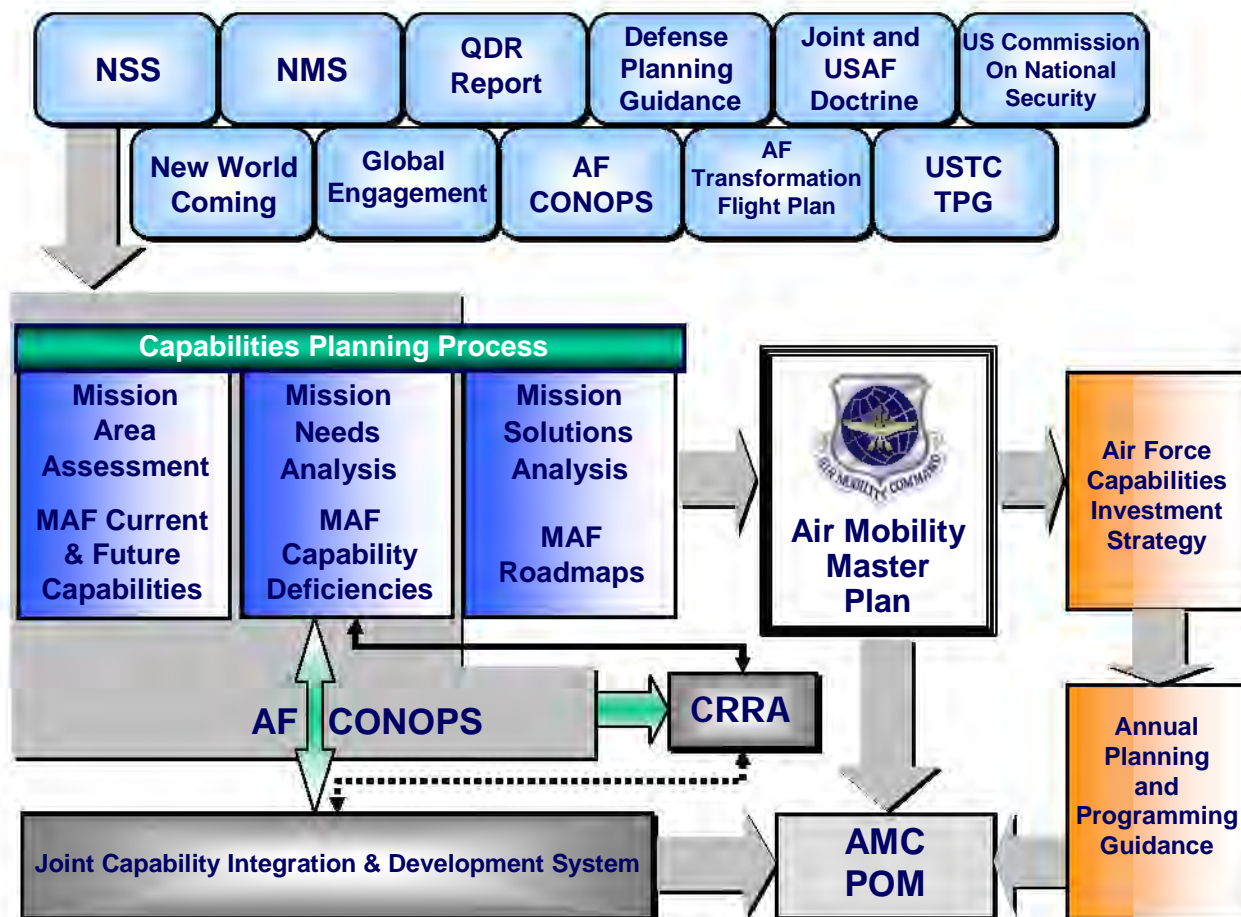 NSS
NMS
QDR
Report
Defense
Planning
Guidance
Joint and
USAF
Doctrine
US Commission
On National
Security
New World
Coming
Global
Engagement
AF
CONOPS
AF
Transformation
Flight Plan
USTC
TPG
Capabilities Planning Process
Mission
Area
Assessment
MAF Current
& Future
Capabilities
Mission
Needs
Analysis
MAF
Capability
Deficiencies
Mission
Solutions
Analysis
MAF
Roadmaps
AIR MOBILITY COMMAND
Air Mobility
Master
Plan
Air Force
Capabilities
Investment
Strategy
AF CONOPS
CRRA
Annual
Planning
and
Programming
Guidance
Joint Capability Integration & Development System
AMC
POM